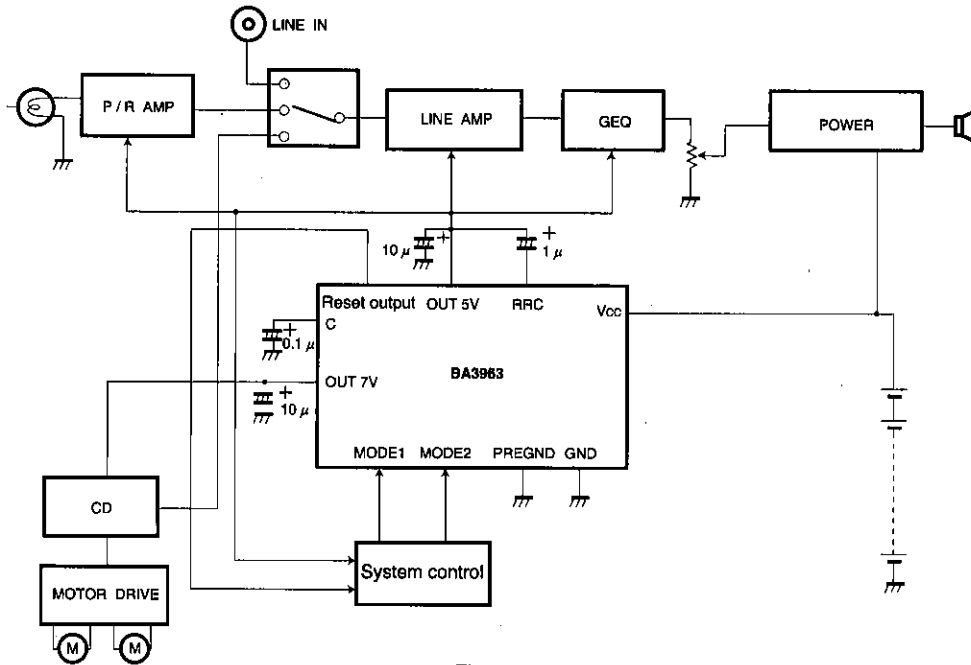 LINE IN
P / R AMP
LINE AMP
GEQ
POWER
10 μ
+
+
1 μ
Reset output
OUT 5V
RRC
Vcc
C
+
0.1 μ
BA3963
OUT 7V
+
10 μ
MODE1
MODE2
PREGND
GND
CD
System control
MOTOR DRIVE
M
M